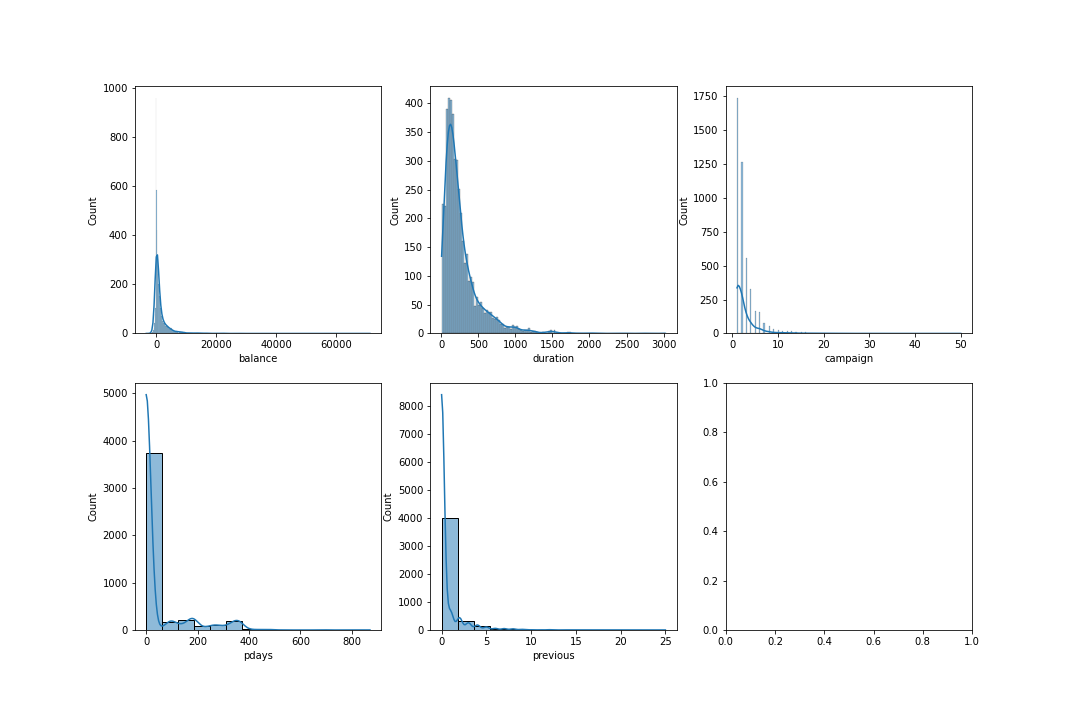 Count
1000
800
600
400
200
0
0 20000 40000 60000
balance
Count
400
350
300
250
200
150
100
50
0
0 500 1000 1500 2000 2500 3000
duration
Count
1750
1500
1250
1000
750
500
250
0
0 10 20 30 40 50
campaign
Count
5000
4000
3000
2000
1000
0
0 200 400 600 800
pdays
Count
8000
7000
6000
5000
4000
3000
2000
1000
0
0 5 10 15 20 25
previous
1.0
0.8
0.6
0.4
0.2
0.0
0.0 0.2 0.4 0.6 0.8 1.0